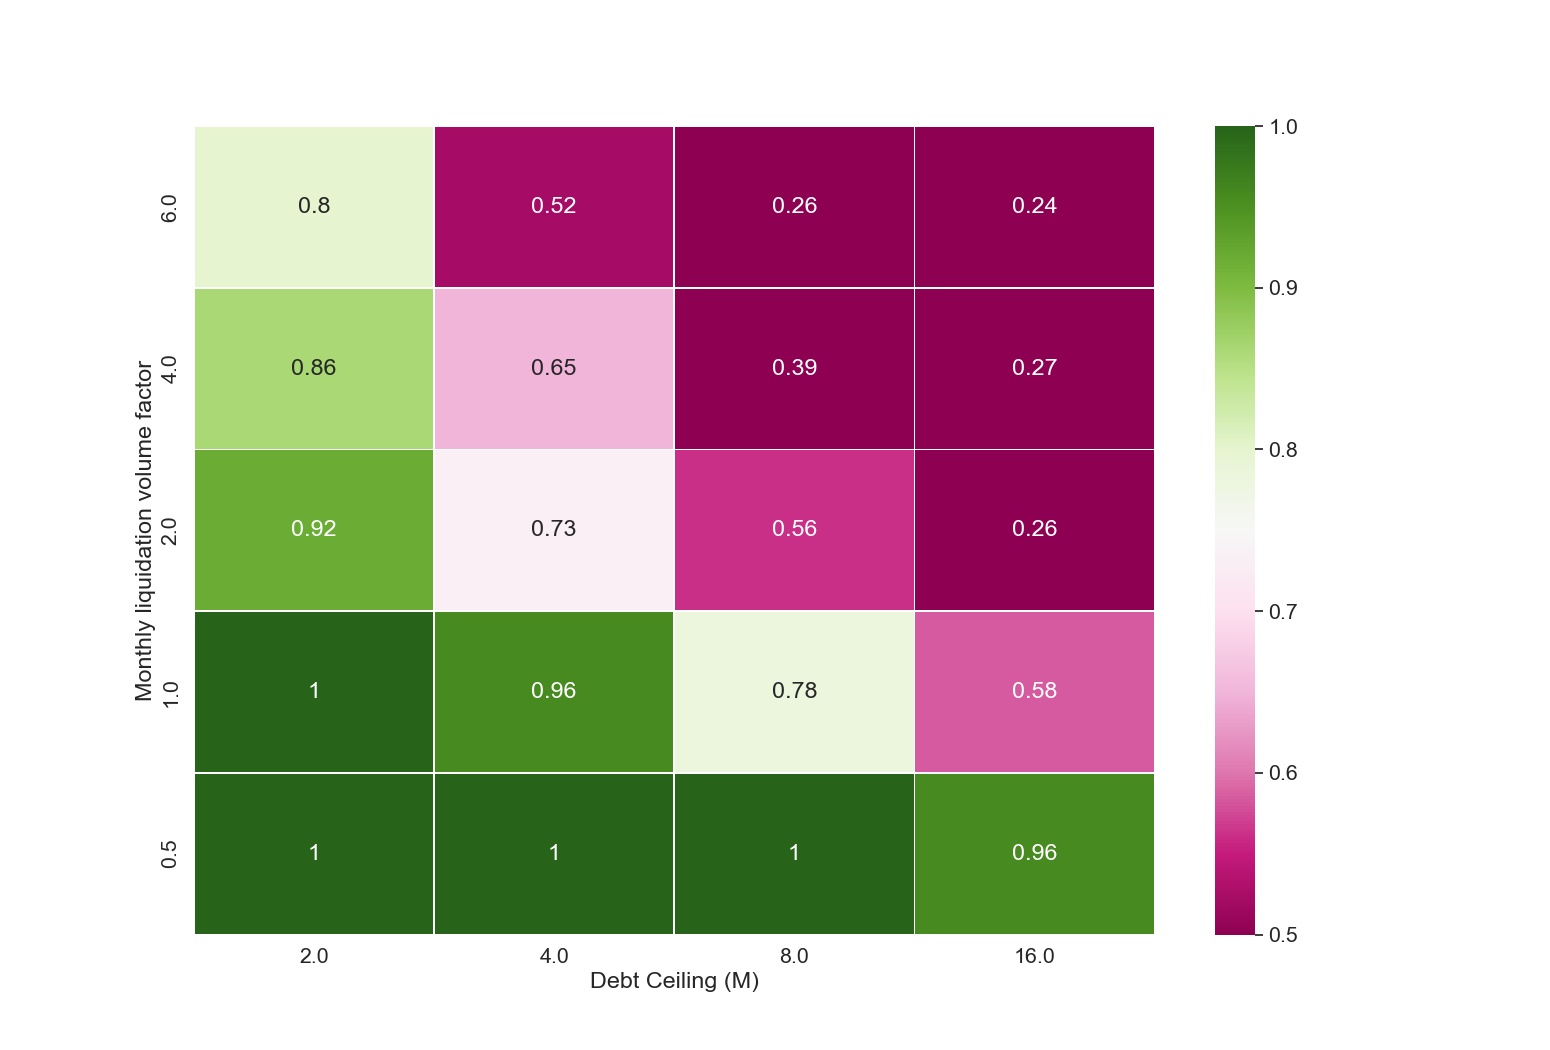 Monthly liquidation volume factor
6.0 0.8 0.52 0.26 0.24
4.0 0.86 0.65 0.39 0.27
2.0 0.92 0.73 0.56 0.26
1.0 1 0.96 0.78 0.58
0.5 1 1 1 0.96
2.0 4.0 8.0 16.0
Debt Ceiling (M)
1.0
0.9
0.8
0.7
0.6
0.5